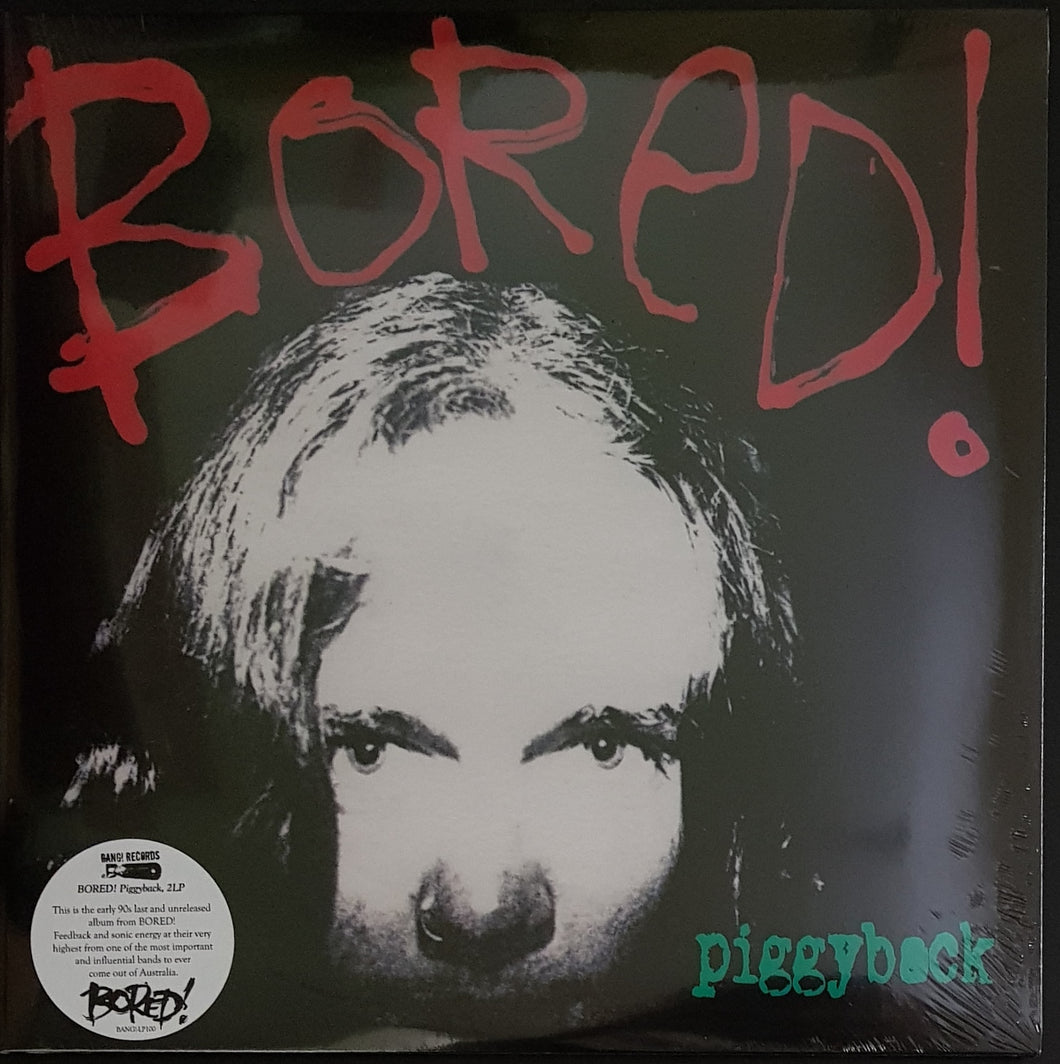 BOReD!
piggyback
BANG! RECORDS
BORED! Piggyback, 2LP
This is the early 90s last and unreleased
album from BORED!
Feedback and sonic energy at their very
highest from one of the most important
and influential bands to ever
come out of Australia.
BORED!
BANG!-LP100